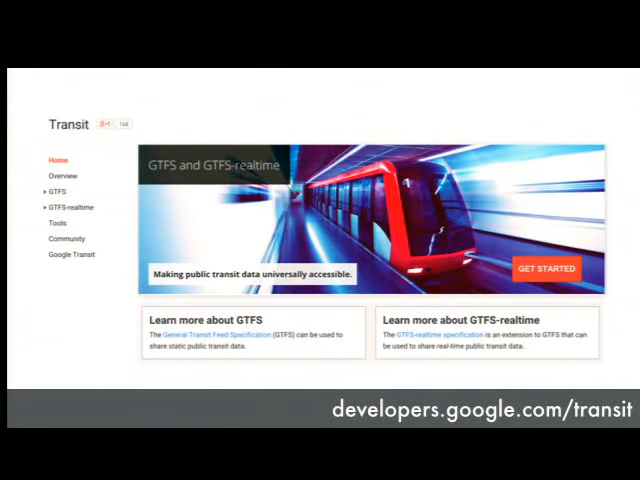 Transit
168
Home
Overview
GTFS
GTFS-realtime
Tools
Community
Google Transit
GTFS and GTFS-realtime
Making public transit data universally accessible.
GET STARTED
Learn more about GTFS
The General Transit Feed Specification (GTFS) can be used to
share static public transit data.
Learn more about GTFS-realtime
The GTFS-realtime specification is an extension to GTFS that can
be used to share real-time public transit data.
developers.google.com/transit